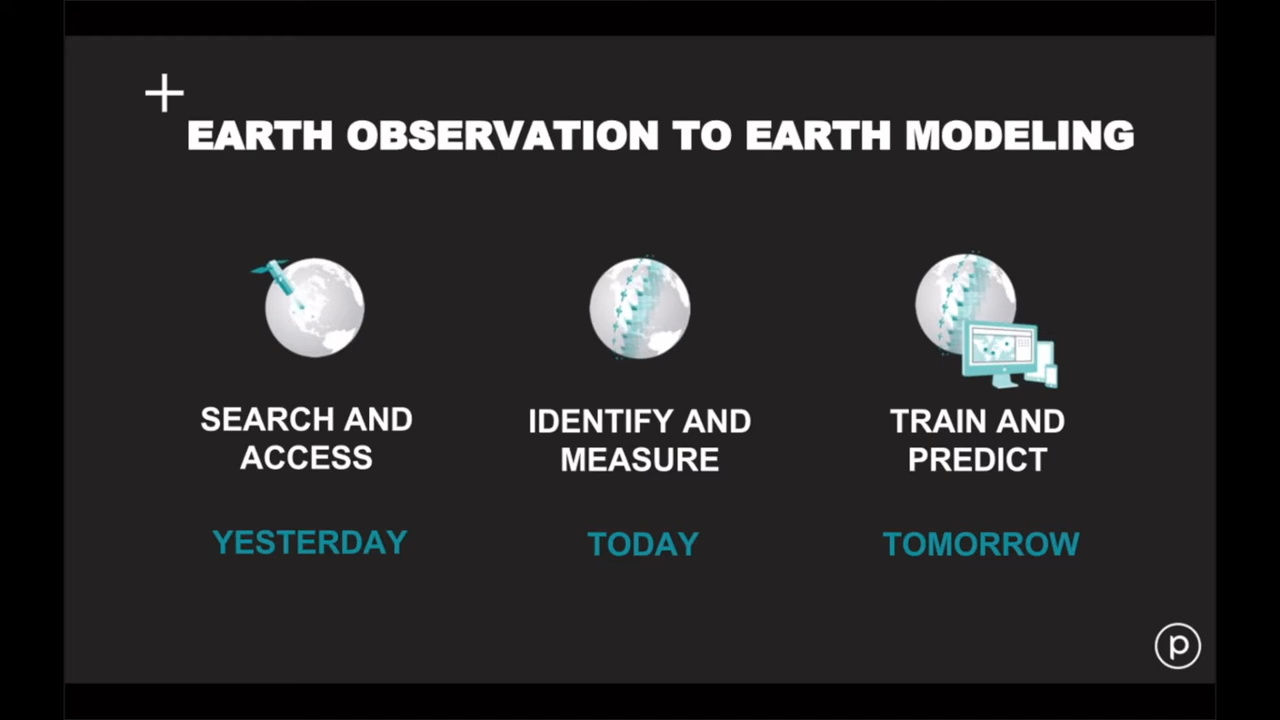 EARTH OBSERVATION TO EARTH MODELING
SEARCH AND
ACCESS
IDENTIFY AND
MEASURE
TRAIN AND
PREDICT
YESTERDAY
TODAY
TOMORROW
p